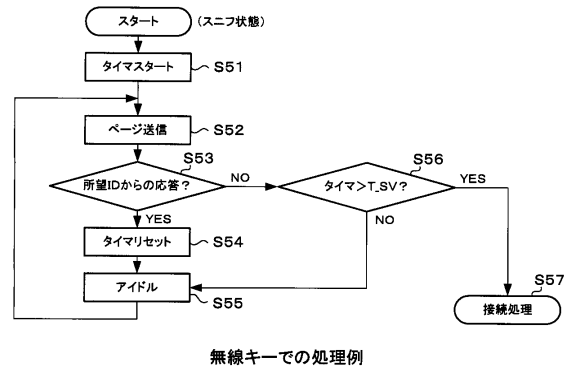 スタート (スニフ状態)
タイマスタート S51
ページ送信 S52
所望IDからの応答? S53
NO
タイマ>T_SV? S56
YES
YES
NO
タイマリセット S54
アイドル S55
接続処理 S57
無線キーでの処理例